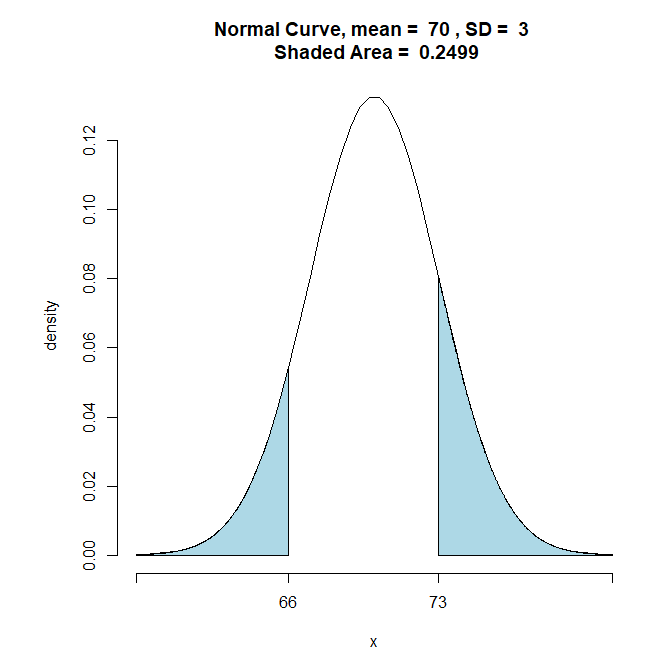 Normal Curve, mean =  70 , SD =  3
Shaded Area =  0.2499
0.12
0.10
0.08
0.06
0.04
0.02
0.00
density
66
73
x